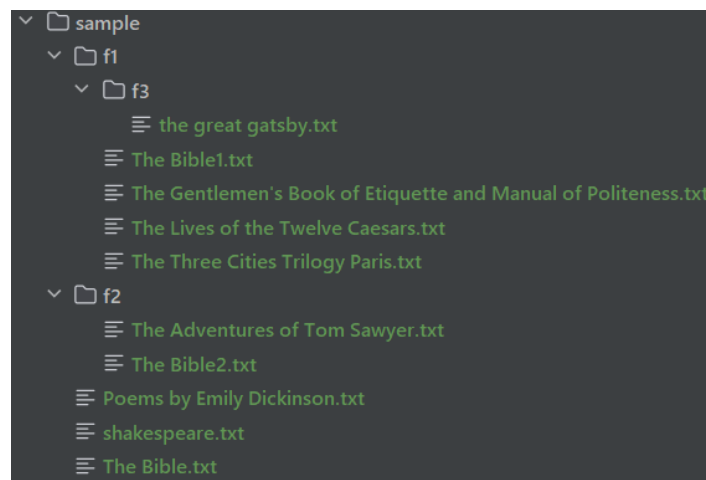 sample
f1
f3
the great gatsby.txt
The Bible1.txt
The Gentlemen's Book of Etiquette and Manual of Politeness.txt
The Lives of the Twelve Caesars.txt
The Three Cities Trilogy Paris.txt
f2
The Adventures of Tom Sawyer.txt
The Bible2.txt
Poems by Emily Dickinson.txt
shakespeare.txt
The Bible.txt